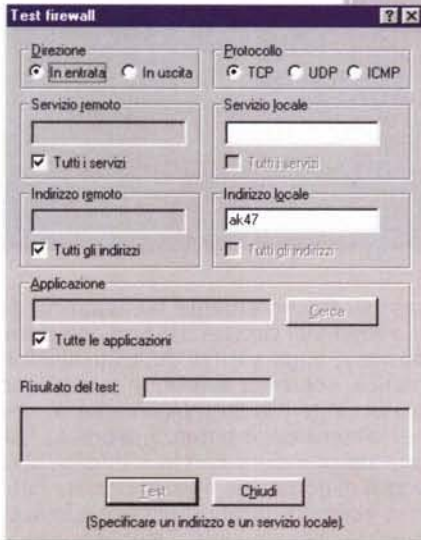 Test firewall
Direzione
In entrata
In uscita
Protocollo
TCP
UDP
ICMP
Servizio remoto
Tutti i servizi
Servizio locale
Tutti i servizi
Indirizzo remoto
Tutti gli indirizzi
Indirizzo locale
ak47
Tutti gli indirizzi
Applicazione
Cerca
Tutte le applicazioni
Risultato del test:
Test
Chiudi
(Specificare un indirizzo e un servizio locale).